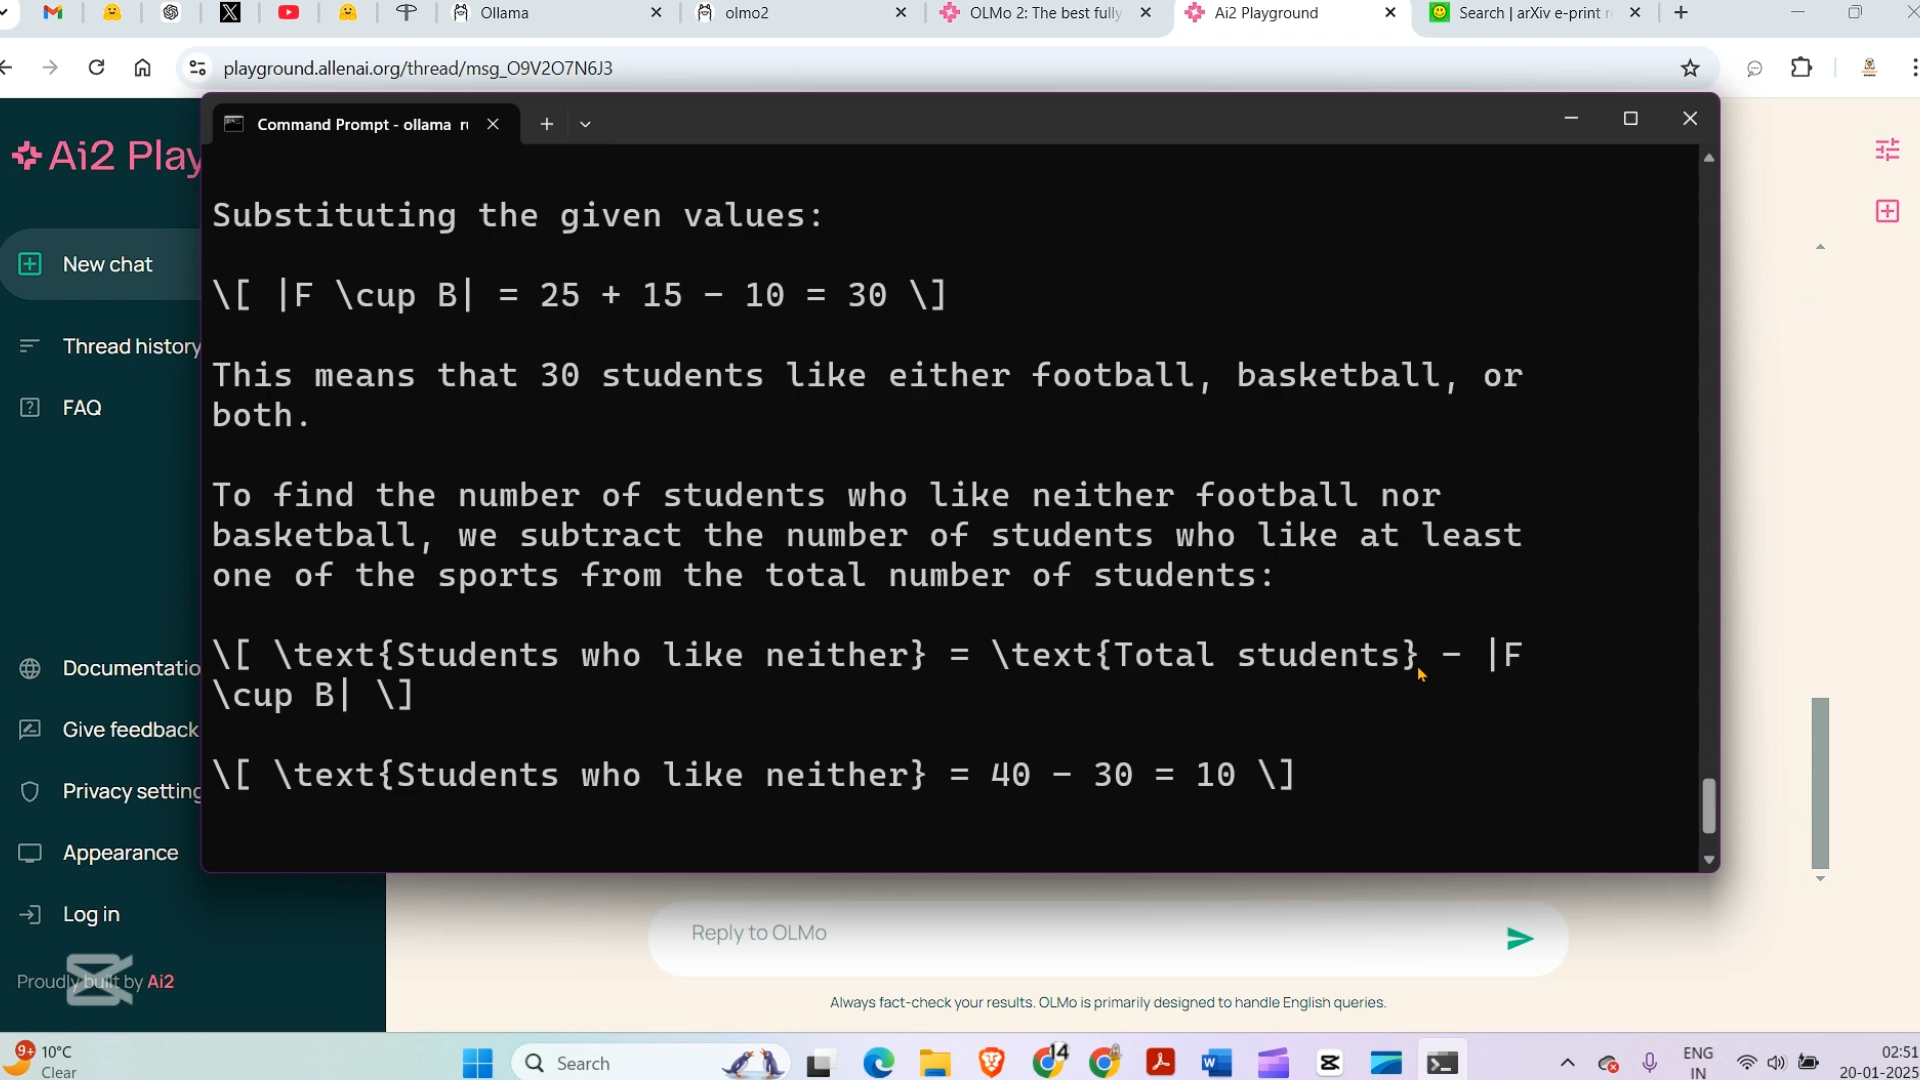 Ollama
olmo2
OLMo 2: The best fully
Ai2 Playground
Search | arXiv e-print
playground.allenai.org/thread/msg_O9V2O7N6J3
Command Prompt - ollama
Ai2 Play
New chat
Thread history
FAQ
Documentatio
Give feedback
Privacy setting
Appearance
Log in
Proudly built by Ai2
Substituting the given values:
\[ |F \cup B| = 25 + 15 - 10 = 30 \]
This means that 30 students like either football, basketball, or
both.
To find the number of students who like neither football nor
basketball, we subtract the number of students who like at least
one of the sports from the total number of students:
\[ \text{Students who like neither} = \text{Total students} - |F
\cup B| \]
\[ \text{Students who like neither} = 40 - 30 = 10 \]
Reply to OLMo
Always fact-check your results. OLMo is primarily designed to handle English queries.
9+
10°C
Clear
Search
14
ENG
IN
02:51
20-01-2025